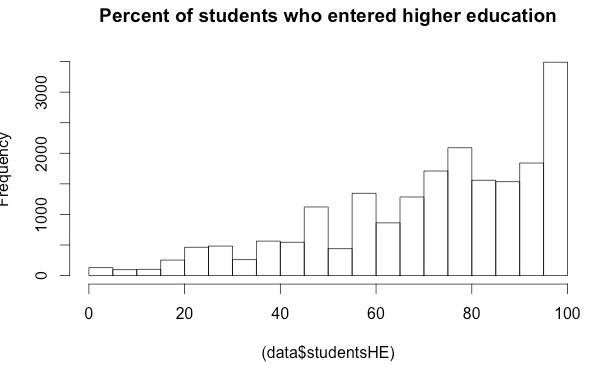 Percent of students who entered higher education
Frequency
3000
2000
1000
0
0 20 40 60 80 100
(data$studentsHE)